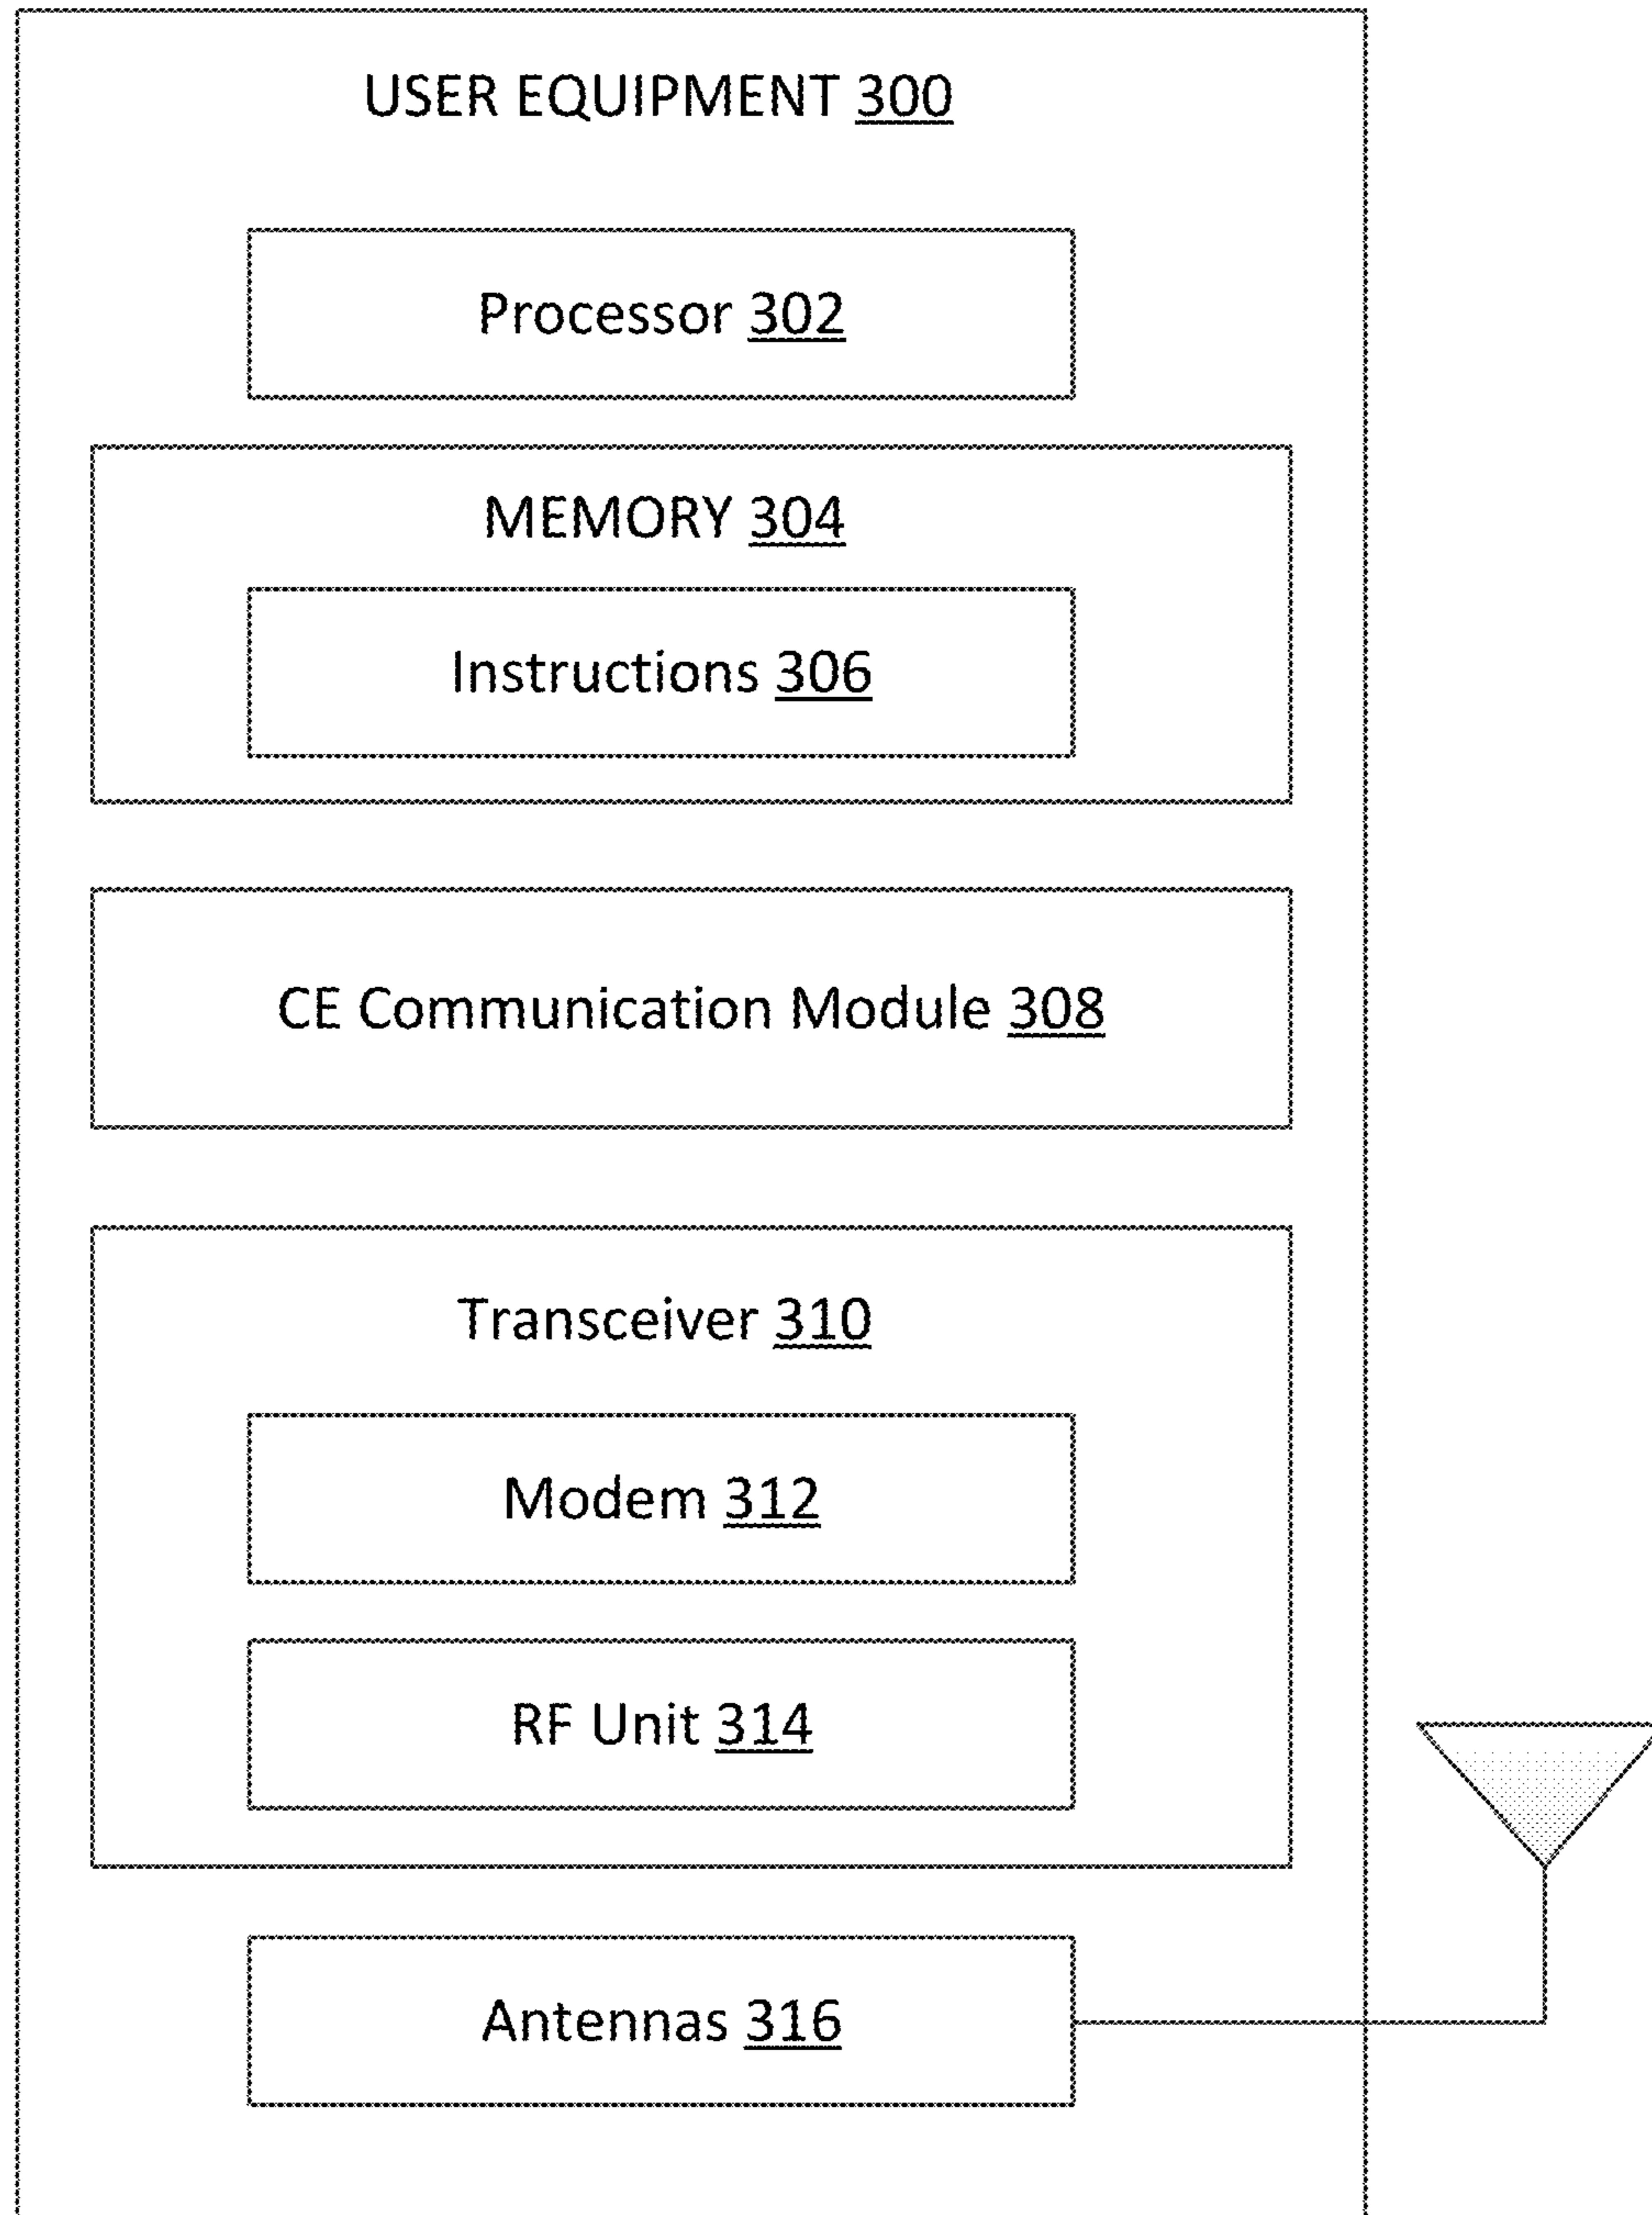 USER EQUIPMENT 300
Processor 302
MEMORY 304
Instructions 306
CE Communication Module 308
Transceiver 310
Modem 312
RF Unit 314
Antennas 316